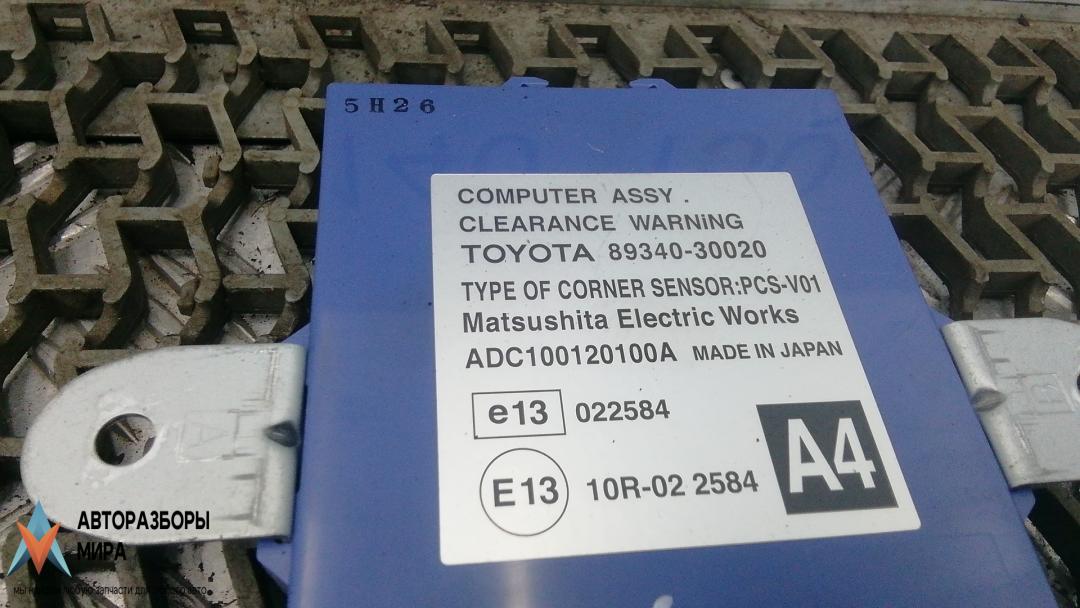 5H26
COMPUTER ASSY.
CLEARANCE WARNiNG
TOYOTA 89340-30020
TYPE OF CORNER SENSOR:PCS-V01
Matsushita Electric Works
ADC100120100A MADE IN JAPAN
e13 022584
E13 10R-02 2584
A4
АВТОРАЗБОРЫ
МИРА